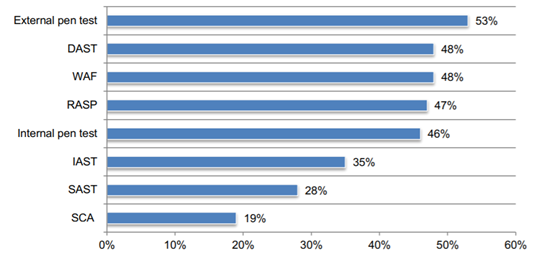 External pen test 53%
DAST 48%
WAF 48%
RASP 47%
Internal pen test 46%
IAST 35%
SAST 28%
SCA 19%
0% 10% 20% 30% 40% 50% 60%